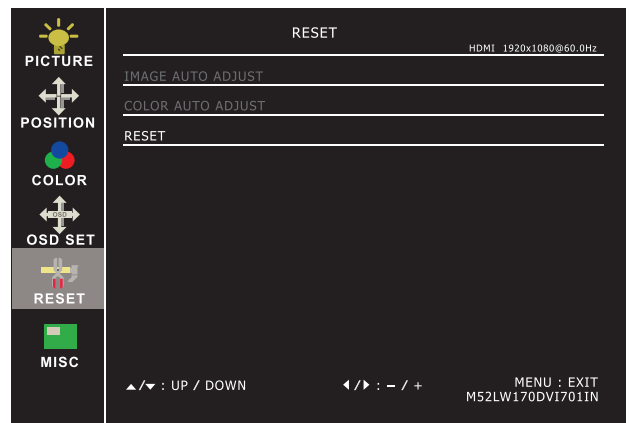 PICTURE
POSITION
COLOR
OSD
OSD SET
RESET
MISC
RESET
HDMI 1920x1080@60.0Hz
IMAGE AUTO ADJUST
COLOR AUTO ADJUST
RESET
▲/▼ : UP / DOWN
◀/▶ : − / +
MENU : EXIT
M52LW170DVI701IN